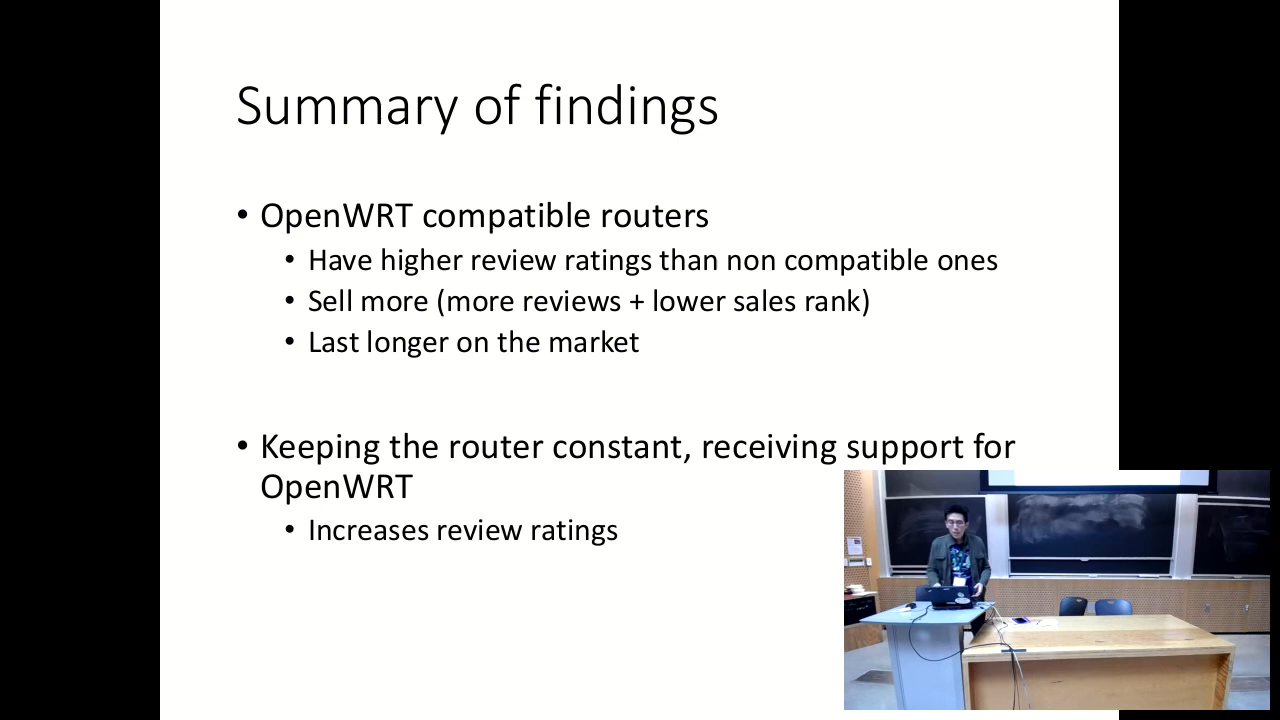 Summary of findings
• OpenWRT compatible routers
• Have higher review ratings than non compatible ones
• Sell more (more reviews + lower sales rank)
• Last longer on the market
• Keeping the router constant, receiving support for
OpenWRT
• Increases review ratings